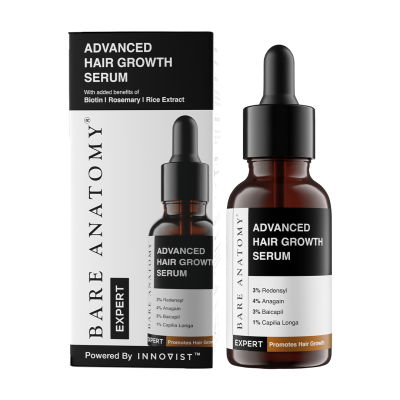 ADVANCED
HAIR GROWTH
SERUM
With added benefits of
Biotin | Rosemary | Rice Extract
BARE ANATOMY®
EXPERT
ADVANCED
HAIR GROWTH
SERUM
3% Redensyl
4% Anagain
3% Baicapil
1% Capilia Longa
EXPERT
Promotes Hair Growth
Powered By INNOVIST™
BARE ANATOMY®
ADVANCED
HAIR GROWTH
SERUM
3% Redensyl
4% Anagain
3% Baicapil
1% Capilia Longa
EXPERT
Promotes Hair Growth